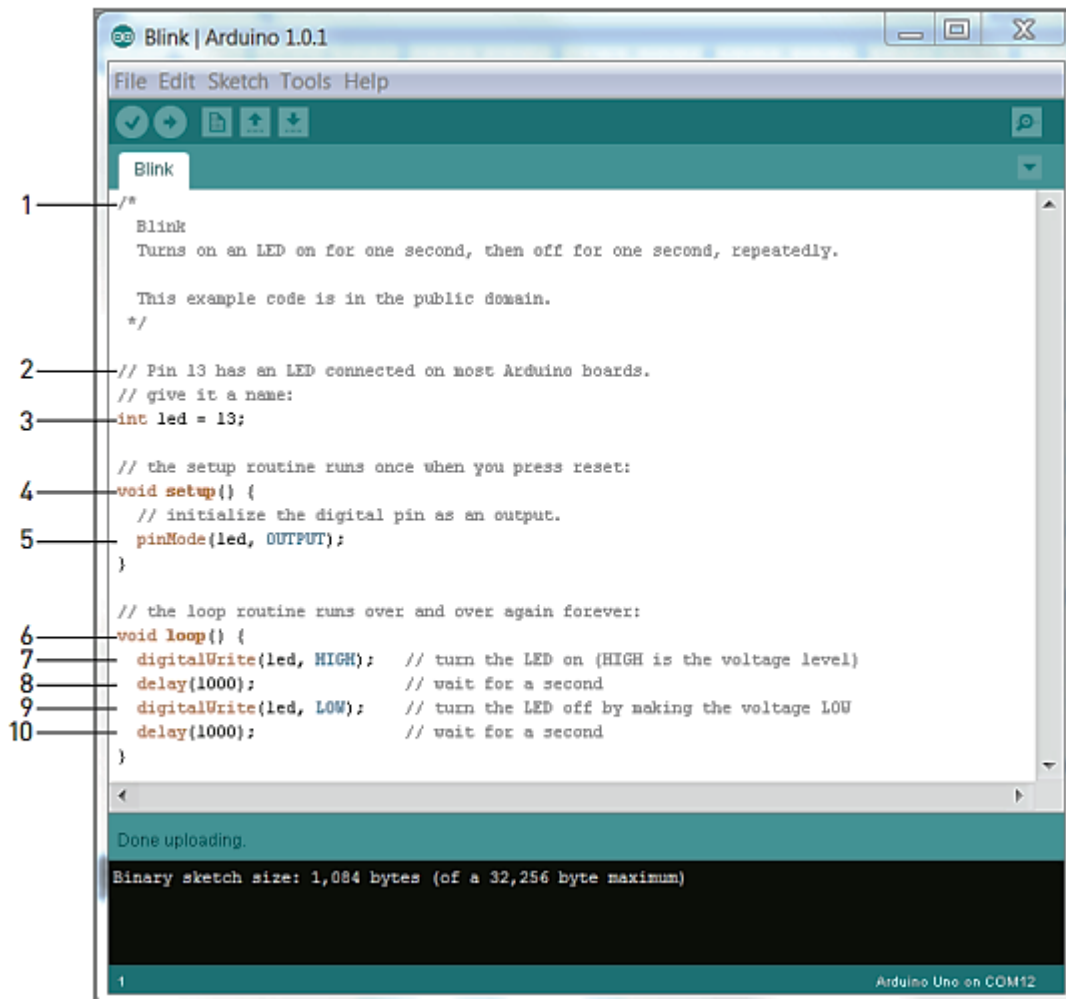 Blink | Arduino 1.0.1
File Edit Sketch Tools Help
Blink
1 /*
Blink
Turns on an LED on for one second, then off for one second, repeatedly.
This example code is in the public domain.
*/
2 // Pin 13 has an LED connected on most Arduino boards.
// give it a name:
3 int led = 13;
// the setup routine runs once when you press reset:
4 void setup() {
// initialize the digital pin as an output.
5 pinMode(led, OUTPUT);
}
// the loop routine runs over and over again forever:
6 void loop() {
7 digitalWrite(led, HIGH); // turn the LED on (HIGH is the voltage level)
8 delay(1000); // wait for a second
9 digitalWrite(led, LOW); // turn the LED off by making the voltage LOW
10 delay(1000); // wait for a second
}
Done uploading.
Binary sketch size: 1,084 bytes (of a 32,256 byte maximum)
1 Arduino Uno on COM12